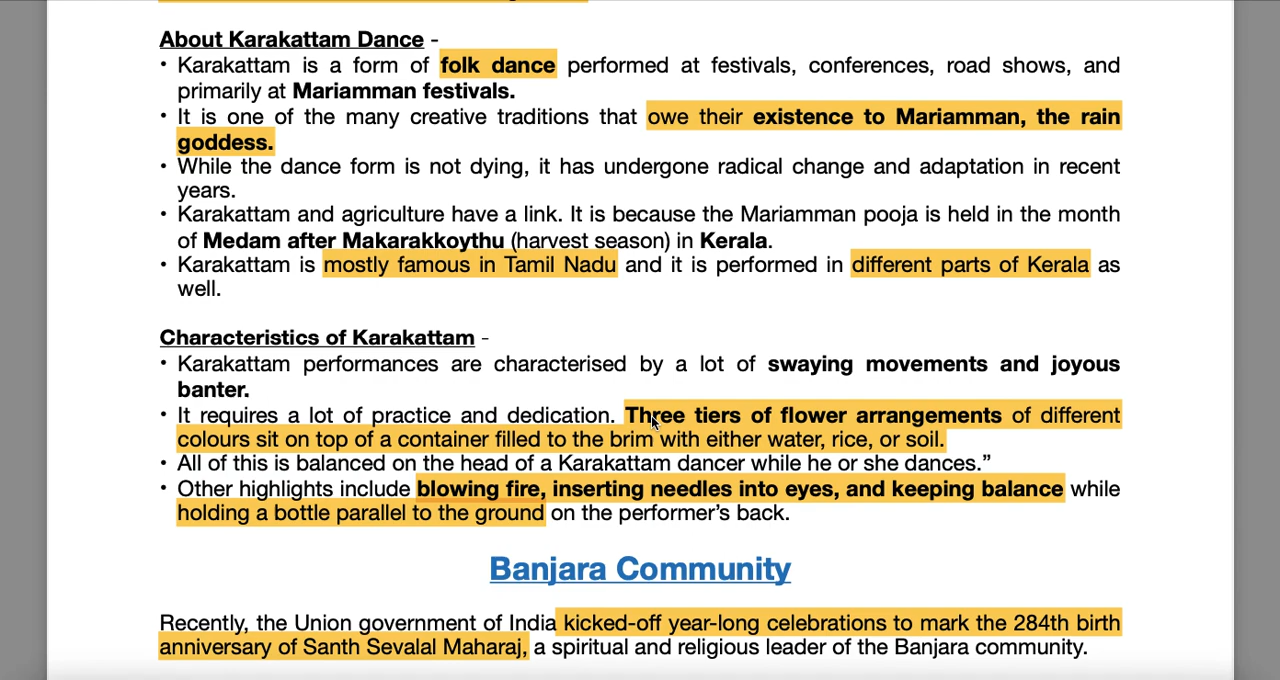 About Karakattam Dance -
• Karakattam is a form of folk dance performed at festivals, conferences, road shows, and
primarily at Mariamman festivals.
• It is one of the many creative traditions that owe their existence to Mariamman, the rain
goddess.
• While the dance form is not dying, it has undergone radical change and adaptation in recent
years.
• Karakattam and agriculture have a link. It is because the Mariamman pooja is held in the month
of Medam after Makarakkoythu (harvest season) in Kerala.
• Karakattam is mostly famous in Tamil Nadu and it is performed in different parts of Kerala as
well.
Characteristics of Karakattam -
• Karakattam performances are characterised by a lot of swaying movements and joyous
banter.
• It requires a lot of practice and dedication. Three tiers of flower arrangements of different
colours sit on top of a container filled to the brim with either water, rice, or soil.
• All of this is balanced on the head of a Karakattam dancer while he or she dances.”
• Other highlights include blowing fire, inserting needles into eyes, and keeping balance while
holding a bottle parallel to the ground on the performer’s back.
Banjara Community
Recently, the Union government of India kicked-off year-long celebrations to mark the 284th birth
anniversary of Santh Sevalal Maharaj, a spiritual and religious leader of the Banjara community.